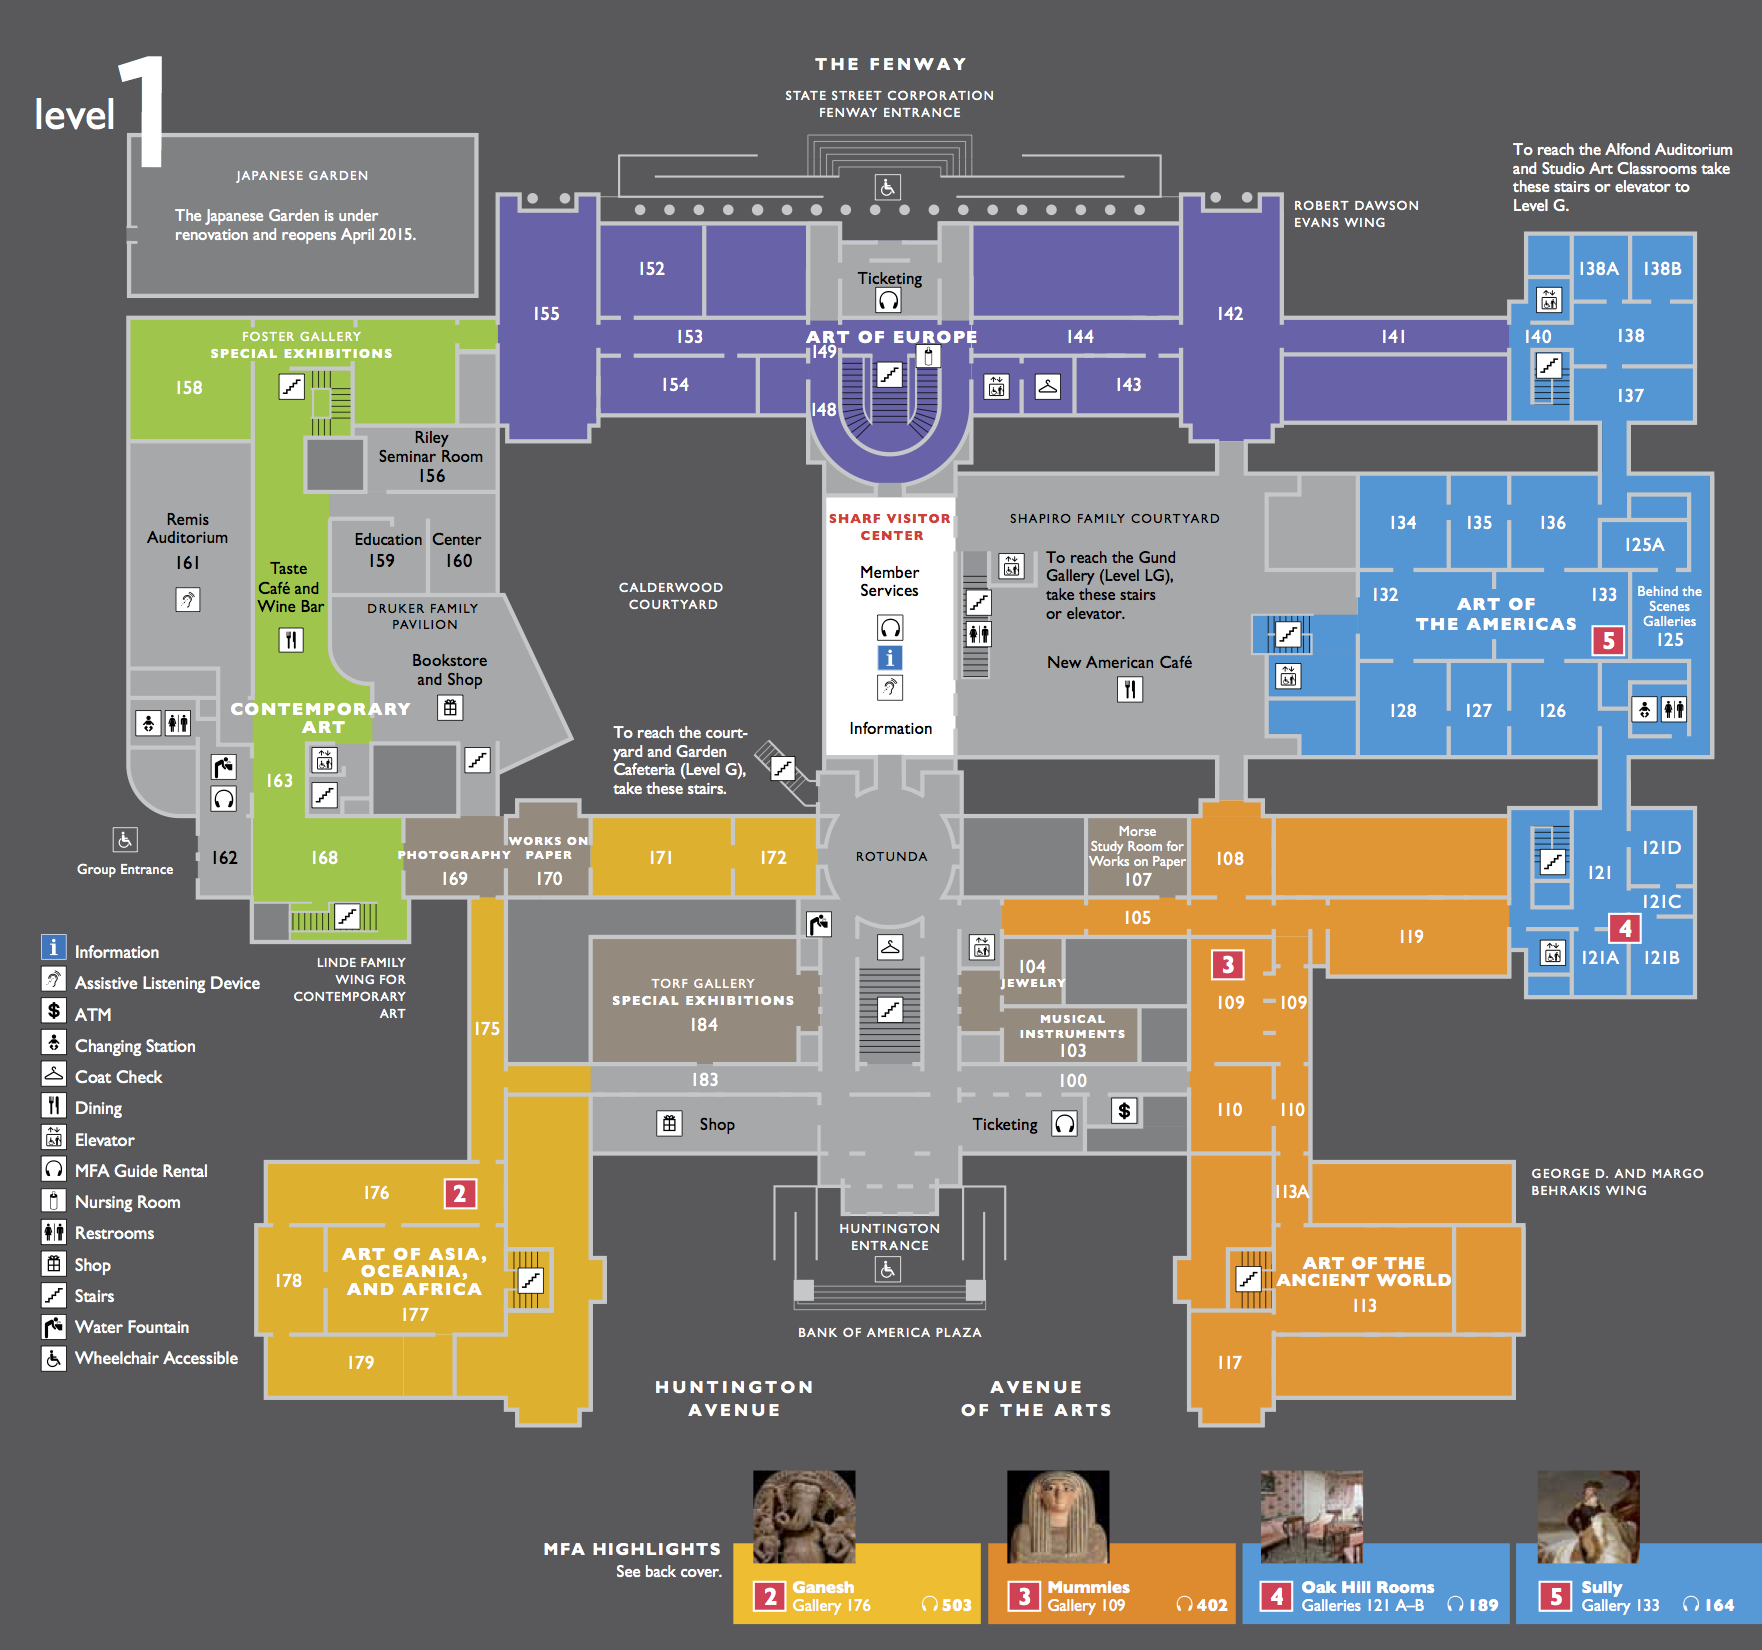 level 1
THE FENWAY
STATE STREET CORPORATION
FENWAY ENTRANCE
JAPANESE GARDEN
The Japanese Garden is under
renovation and reopens April 2015.
To reach the Alfond Auditorium
and Studio Art Classrooms take
these stairs or elevator to
Level G.
ROBERT DAWSON
EVANS WING
152
Ticketing
155
142
138A
138B
153
ART OF EUROPE
144
141
140
138
149
154
148
143
137
FOSTER GALLERY
SPECIAL EXHIBITIONS
158
Riley
Seminar Room
156
Remis
Auditorium
161
Education
159
Center
160
Taste
Café and
Wine Bar
DRUKER FAMILY
PAVILION
Bookstore
and Shop
CONTEMPORARY
ART
163
CALDERWOOD
COURTYARD
SHARF VISITOR
CENTER
Member
Services
i
Information
SHAPIRO FAMILY COURTYARD
To reach the Gund
Gallery (Level LG),
take these stairs
or elevator.
New American Café
134
135
136
125A
132
ART OF
THE AMERICAS
133
5
Behind the
Scenes
Galleries
125
128
127
126
To reach the court-
yard and Garden
Cafeteria (Level G),
take these stairs.
Group Entrance
162
168
PHOTOGRAPHY
169
WORKS ON
PAPER
170
171
172
ROTUNDA
Morse
Study Room for
Works on Paper
107
108
121
121D
121C
4
121A
121B
105
119
LINDE FAMILY
WING FOR
CONTEMPORARY
ART
175
TORF GALLERY
SPECIAL EXHIBITIONS
184
104
JEWELRY
MUSICAL
INSTRUMENTS
103
3
109
109
183
100
Shop
Ticketing
$
110
110
i Information
Assistive Listening Device
$ ATM
Changing Station
Coat Check
Dining
Elevator
MFA Guide Rental
Nursing Room
Restrooms
Shop
Stairs
Water Fountain
Wheelchair Accessible
176
2
178
ART OF ASIA,
OCEANIA,
AND AFRICA
177
179
HUNTINGTON
ENTRANCE
BANK OF AMERICA PLAZA
113A
GEORGE D. AND MARGO
BEHRAKIS WING
ART OF THE
ANCIENT WORLD
113
117
HUNTINGTON
AVENUE
AVENUE
OF THE ARTS
MFA HIGHLIGHTS
See back cover.
2 Ganesh
Gallery 176
503
3 Mummies
Gallery 109
402
4 Oak Hill Rooms
Galleries 121 A–B
189
5 Sully
Gallery 133
164